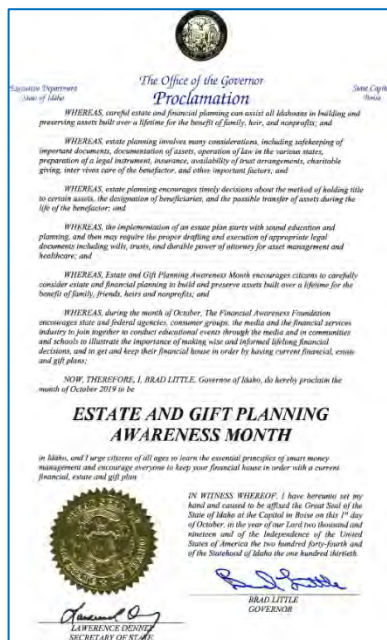 Executive Department
State of Idaho
The Office of the Governor
Proclamation
State Capitol
Boise
WHEREAS, careful estate and financial planning can assist all Idahoans in building and
preserving assets built over a lifetime for the benefit of family, heir, and nonprofits; and
WHEREAS, estate planning involves many considerations, including safekeeping of
important documents, documentation of assets, operation of law in the various states,
preparation of a legal instrument, insurance, availability of trust arrangements, charitable
giving, inter vivos care of the benefactor, and other important factors; and
WHEREAS, estate planning encourages timely decisions about the method of holding title
to certain assets, the designation of beneficiaries, and the possible transfer of assets during the
life of the benefactor; and
WHEREAS, the implementation of an estate plan starts with sound education and
planning, and then may require the proper drafting and execution of appropriate legal
documents including wills, trusts, and durable power of attorney for asset management and
healthcare; and
WHEREAS, Estate and Gift Planning Awareness Month encourages citizens to carefully
consider estate and financial planning to build and preserve assets built over a lifetime for the
benefit of family, friends, heirs and nonprofits; and
WHEREAS, during the month of October, The Financial Awareness Foundation
encourages state and federal agencies, consumer groups, the media and the financial services
industry to join together to conduct educational events through the media and in communities
and schools to illustrate the importance of making wise and informed lifelong financial
decisions, and to get and keep their financial house in order by having current financial, estate
and gift plans;
NOW, THEREFORE, I, BRAD LITTLE, Governor of Idaho, do hereby proclaim the
month of October 2019 to be
ESTATE AND GIFT PLANNING
AWARENESS MONTH
in Idaho, and I urge citizens of all ages to learn the essential principles of smart money
management and encourage everyone to keep your financial house in order with a current
financial, estate and gift plan
IN WITNESS WHEREOF, I have hereunto set my
hand and caused to be affixed the Great Seal of the
State of Idaho at the Capitol in Boise on this 1st day
of October, in the year of our Lord two thousand and
nineteen and of the Independence of the United
States of America the two hundred forty-fourth and
of the Statehood of Idaho the one hundred thirtieth.
BRAD LITTLE
GOVERNOR
LAWERENCE DENNEY
SECRETARY OF STATE